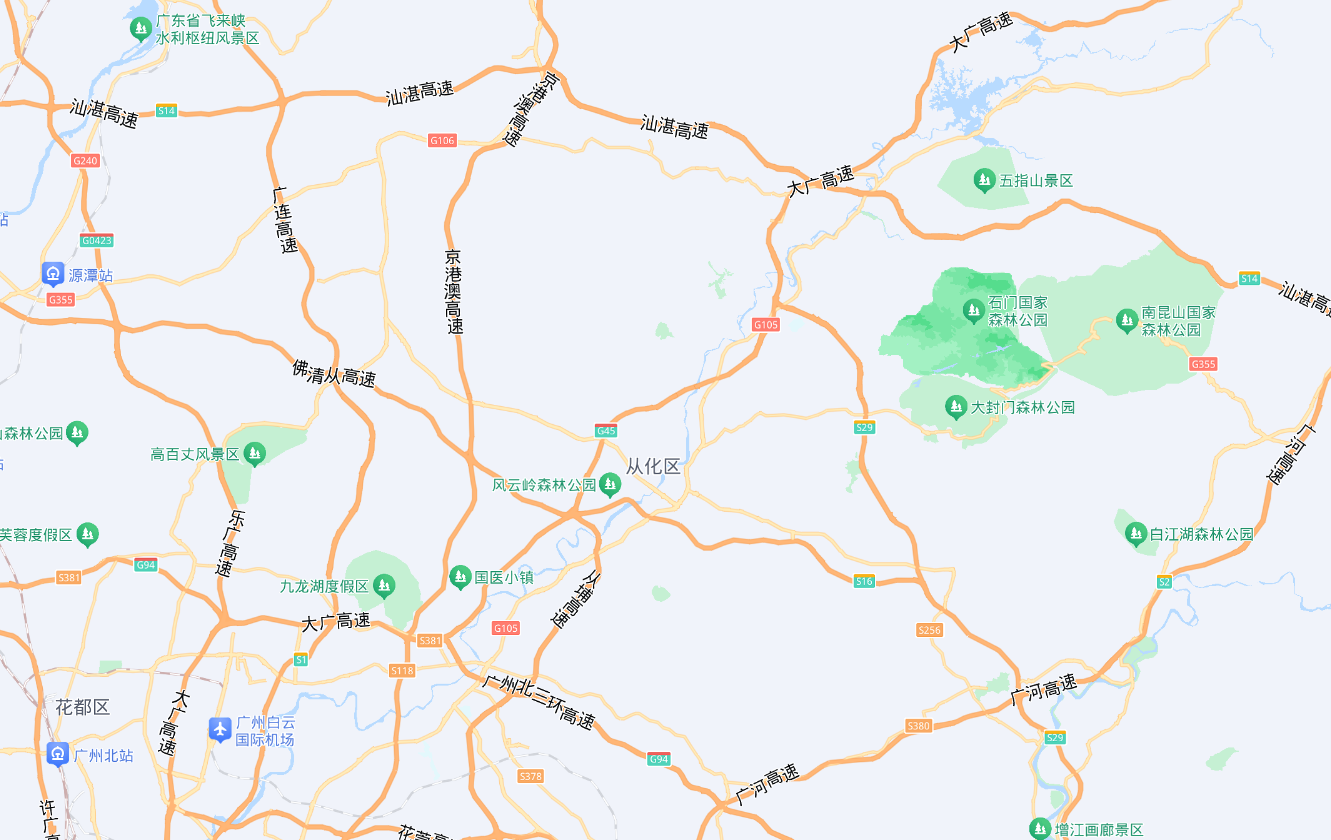 广东省飞来峡
水利枢纽风景区
大广高速
汕湛高速
京港澳高速
汕湛高速
S14
汕湛高速
G106
G240
大广高速
五指山景区
广连高速
G0423
京港澳高速
源潭站
G355
S14
汕湛高
石门国家
森林公园
南昆山国家
森林公园
G105
G355
佛清从高速
大封门森林公园
S29
G45
森林公园
广河高速
高百丈风景区
从化区
风云岭森林公园
乐广高速
芙蓉度假区
白江湖森林公园
G94
S381
国医小镇
九龙湖度假区
从埔高速
S16
S2
大广高速
G105
S256
S381
S1
S118
广州北三环高速
广河高速
花都区
大广高速
广州白云
国际机场
S380
S29
广州北站
G94
S378
广河高速
许广高
增江画廊景区